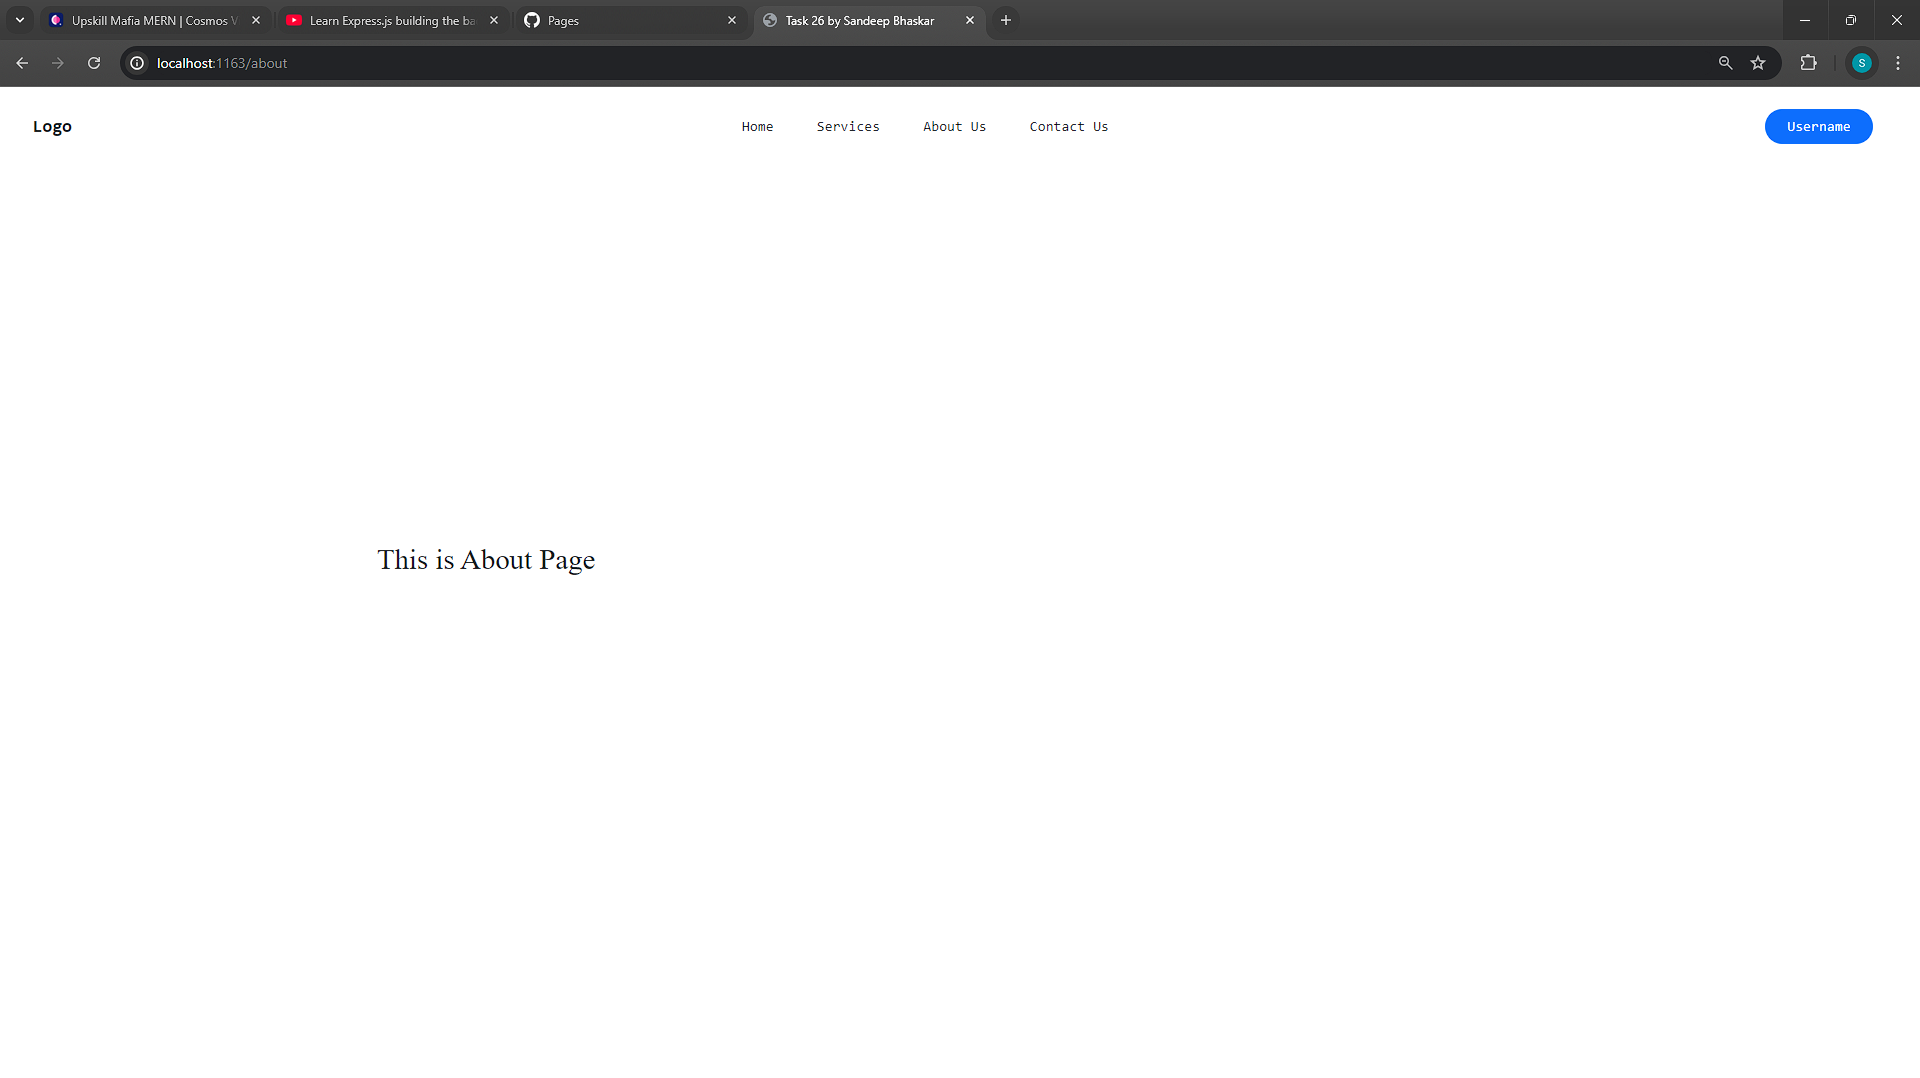 Upskill Mafia MERN | Cosmos V
Learn Express.js building the ba
Pages
Task 26 by Sandeep Bhaskar
localhost:1163/about
S
Logo
Home
Services
About Us
Contact Us
Username
This is About Page